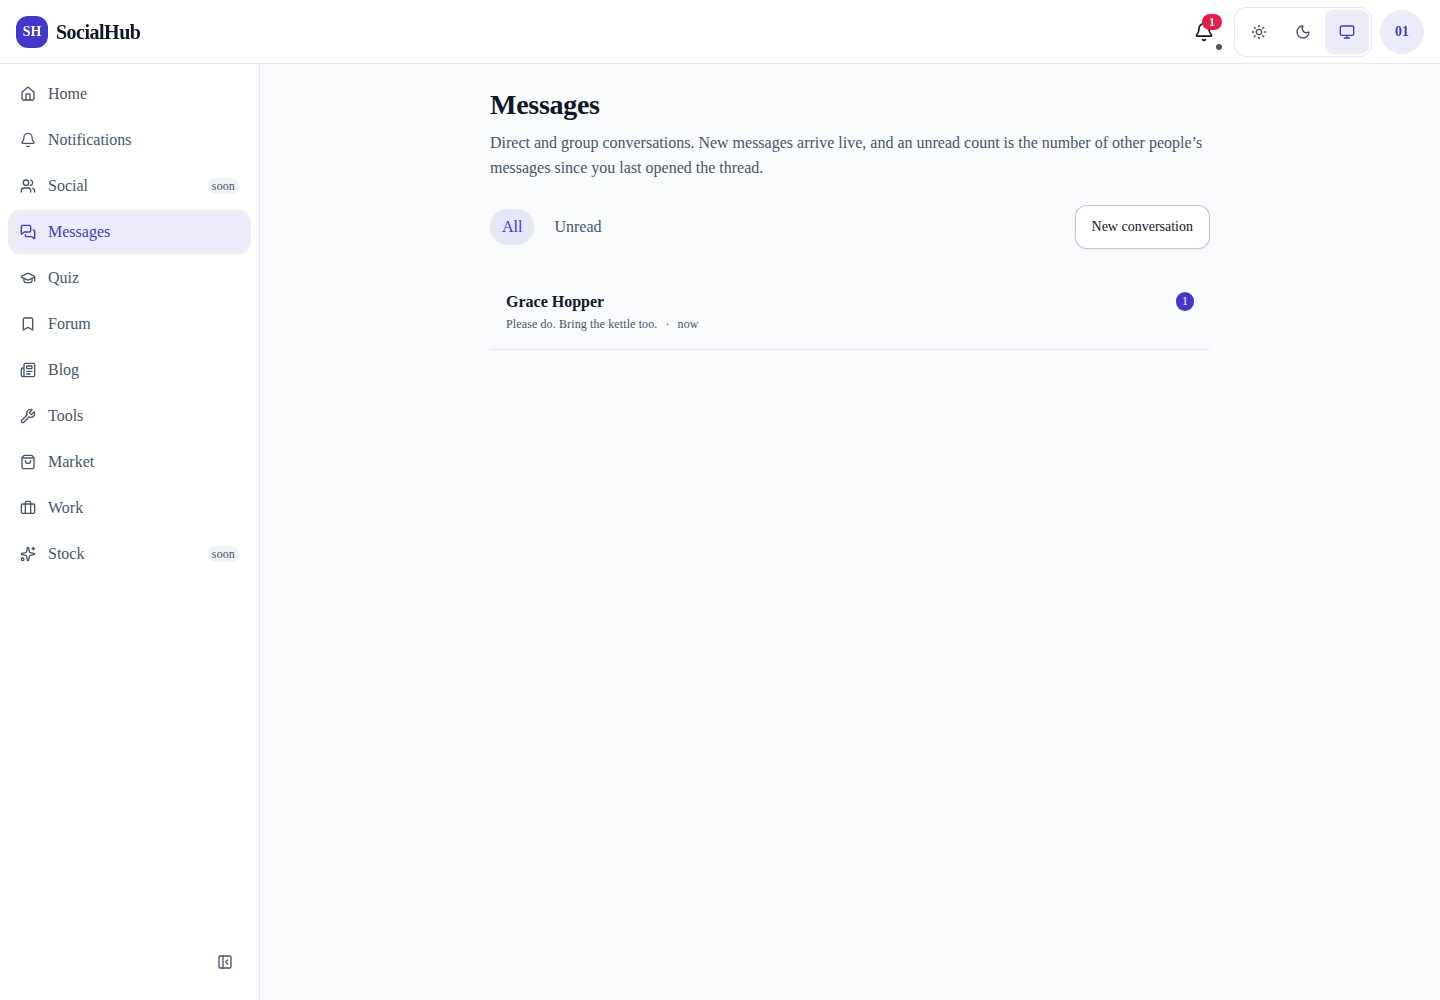 SH SocialHub
1
01
Home
Notifications
Social soon
Messages
Quiz
Forum
Blog
Tools
Market
Work
Stock soon
Messages
Direct and group conversations. New messages arrive live, and an unread count is the number of other people’s
messages since you last opened the thread.
All Unread New conversation
Grace Hopper 1
Please do. Bring the kettle too. · now